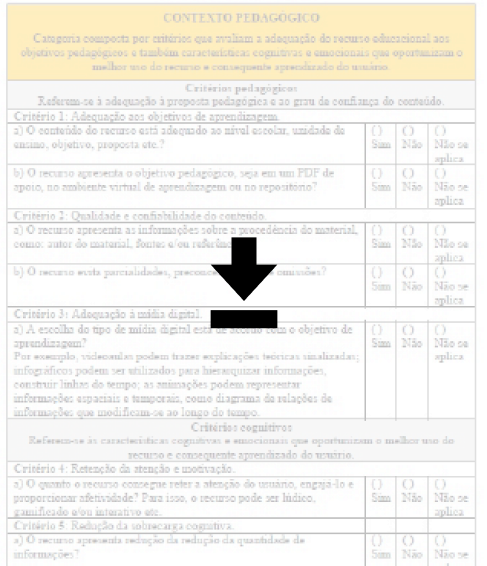 CONTEXTO PEDAGÓGICO
Categoria composta por critérios que avaliam a adequação do recurso educacional aos
objetivos pedagógicos e também características cognitivas e emocionais que oportunizam o
melhor uso do recurso e consequente aprendizado do usuário.
Critérios pedagógicos
Referem-se à adequação à proposta pedagógica e ao grau de confiança do conteúdo.
Critério 1: Adequação aos objetivos de aprendizagem.
a) O conteúdo do recurso está adequado ao nível escolar, unidade de
ensino, objetivo, proposta etc.?
( ) Sim
( ) Não
( ) Não se aplica
b) O recurso apresenta o objetivo pedagógico, seja em um PDF de
apoio, no ambiente virtual de aprendizagem ou no repositório?
( ) Sim
( ) Não
( ) Não se aplica
Critério 2: Qualidade e confiabilidade do conteúdo.
a) O recurso apresenta as informações sobre a procedência do material,
como: autor do material, fontes e/ou
( ) Sim
( ) Não
( ) Não se aplica
b) O recurso evita parcialidades, omissões?
( ) Sim
( ) Não
( ) Não se aplica
Critério 3: Adequação à mídia digital.
a) A escolha do tipo de mídia digital está de acordo com o objetivo de
aprendizagem?
Por exemplo, videoaulas podem trazer explicações teóricas sinalizadas;
infográficos podem ser utilizados para hierarquizar informações,
construir linhas do tempo; as animações podem representar
informações espaciais e temporais, como diagrama de relações de
informações que modificam-se ao longo do tempo.
( ) Sim
( ) Não
( ) Não se aplica
Critérios cognitivos
Referem-se às características cognitivas e emocionais que oportunizam o melhor uso do
recurso e consequente aprendizado do usuário.
Critério 4: Retenção da atenção e motivação.
a) O quanto o recurso consegue reter a atenção do usuário, engajá-lo e
proporcionar afetividade? Para isso, o recurso pode ser lúdico,
gamificado e/ou interativo etc.
( ) Sim
( ) Não
( ) Não se aplica
Critério 5: Redução da sobrecarga cognitiva.
a) O recurso apresenta redução da redução da quantidade de
informações?
( ) Sim
( ) Não
( ) Não se